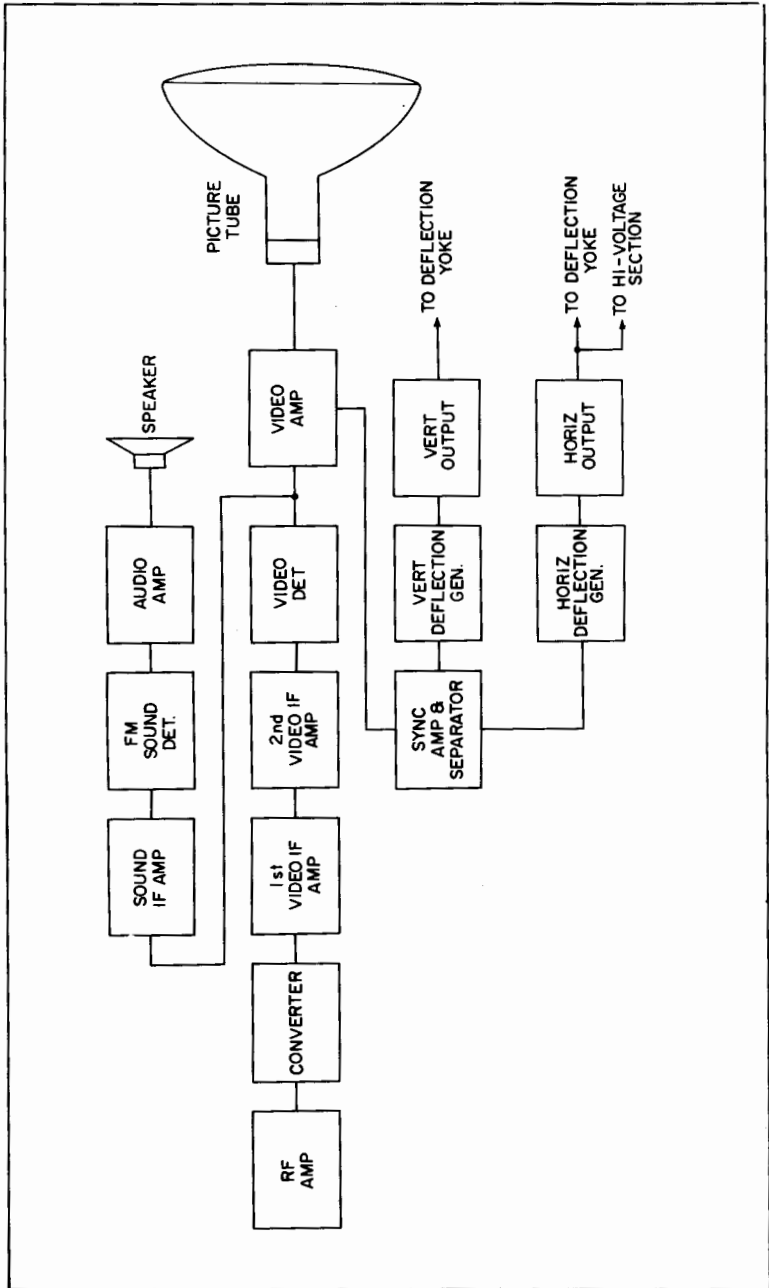 SPEAKER
AUDIO
AMP
FM
SOUND
DET.
SOUND
IF AMP
PICTURE
TUBE
RF
AMP
CONVERTER
1st
VIDEO IF
AMP
2nd
VIDEO IF
AMP
VIDEO
DET
VIDEO
AMP
SYNC
AMP &
SEPARATOR
VERT
DEFLECTION
GEN.
VERT
OUTPUT
TO DEFLECTION
YOKE
HORIZ
DEFLECTION
GEN.
HORIZ
OUTPUT
TO DEFLECTION
YOKE
TO HI-VOLTAGE
SECTION